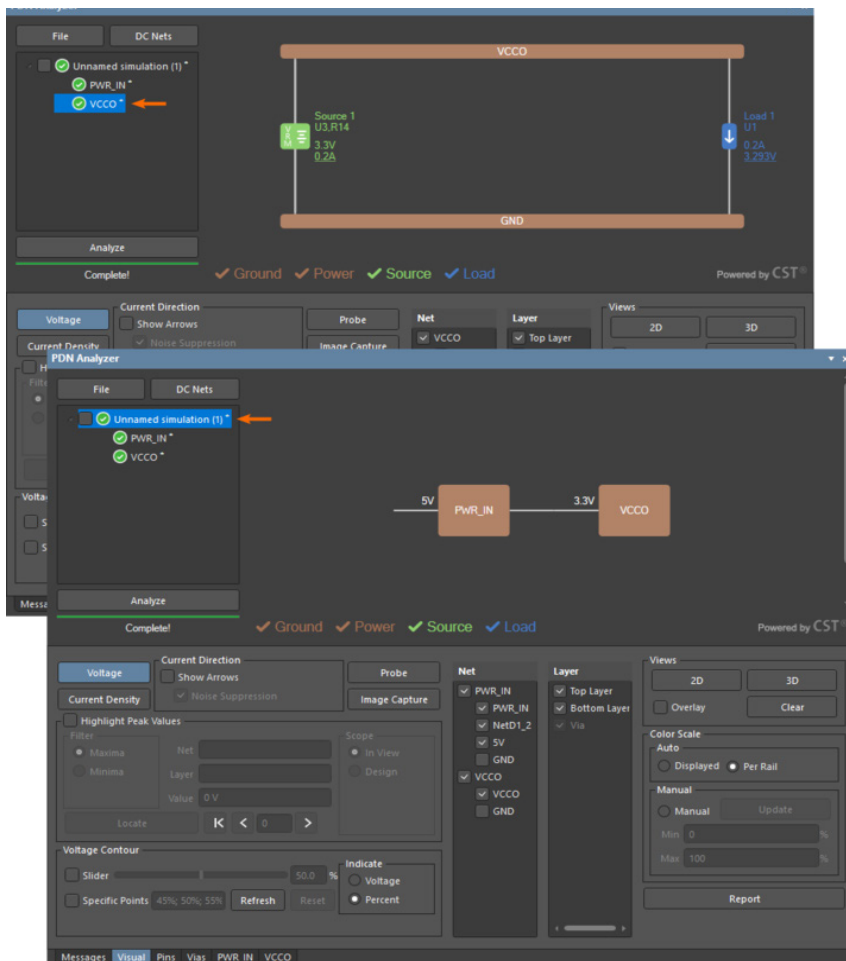 PDN Analyzer
File DC Nets
Unnamed simulation (1) *
PWR_IN *
VCCO *
Analyze
Complete!
VCCO
Source 1
U3,R14
VRM
3.3V
0.2A
Load 1
U1
0.2A
3.293V
GND
Ground Power Source Load
Powered by CST®
Voltage
Current Density
Current Direction
Show Arrows
Noise Suppression
Probe
Image Capture
Net
VCCO
Layer
Top Layer
Views
2D 3D
PDN Analyzer
File DC Nets
Unnamed simulation (1) *
PWR_IN *
VCCO *
Analyze
Complete!
5V PWR_IN 3.3V VCCO
Ground Power Source Load
Powered by CST®
Voltage
Current Density
Current Direction
Show Arrows
Noise Suppression
Probe
Image Capture
Highlight Peak Values
Filter
Maxima
Minima
Net
Layer
Value 0 V
Scope
In View
Design
Locate 0
Voltage Contour
Slider 50.0 %
Specific Points 45%; 50%; 55% Refresh Reset
Indicate
Voltage
Percent
Net
PWR_IN
PWR_IN
NetD1_2
5V
GND
VCCO
VCCO
GND
Layer
Top Layer
Bottom Layer
Via
Views
2D 3D
Overlay Clear
Color Scale
Auto
Displayed Per Rail
Manual
Manual Update
Min 0 %
Max 100 %
Report
Messages Visual Pins Vias PWR_IN VCCO